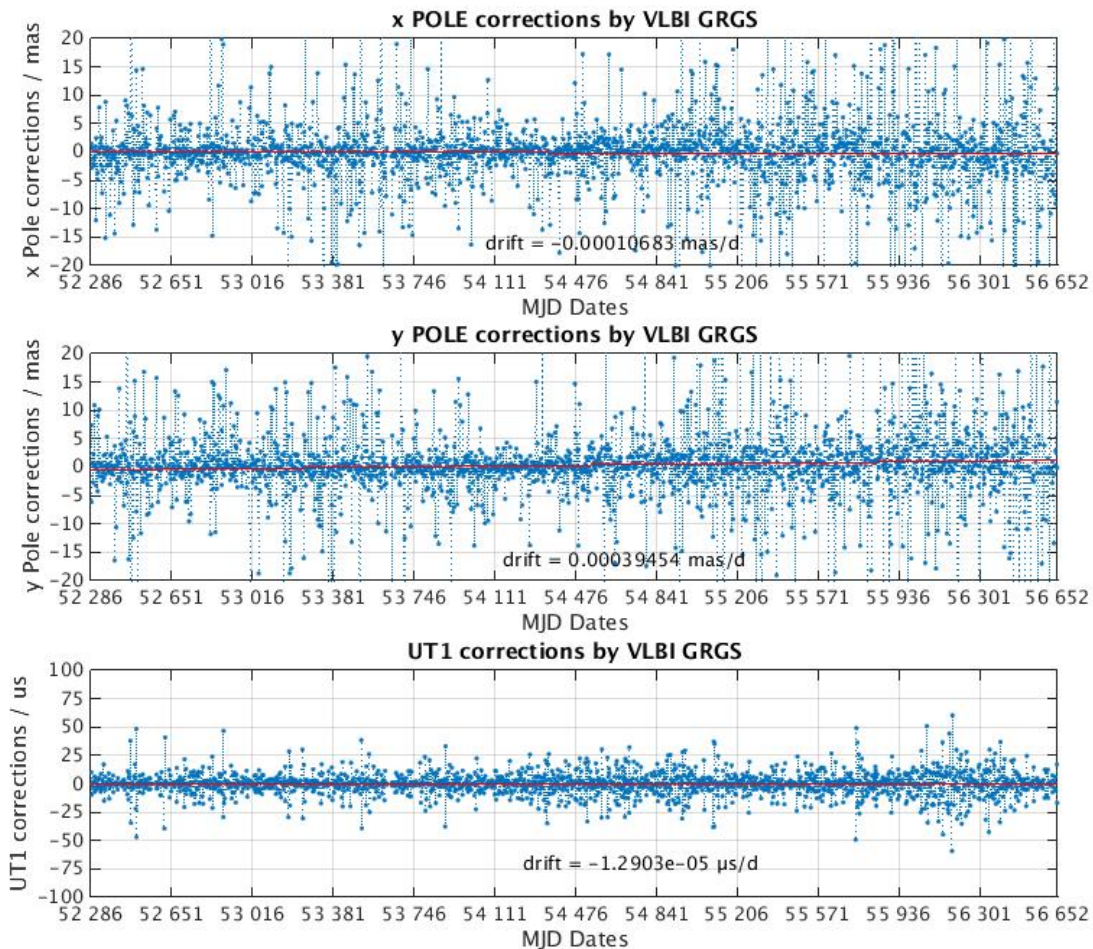 x POLE corrections by VLBI GRGS
x Pole corrections / mas
20
15
10
5
0
−5
−10
−15
−20
drift = −0.00010683 mas/d
52 286 52 651 53 016 53 381 53 746 54 111 54 476 54 841 55 206 55 571 55 936 56 301 56 652
MJD Dates
y POLE corrections by VLBI GRGS
y Pole corrections / mas
20
15
10
5
0
−5
−10
−15
−20
drift = 0.00039454 mas/d
52 286 52 651 53 016 53 381 53 746 54 111 54 476 54 841 55 206 55 571 55 936 56 301 56 652
MJD Dates
UT1 corrections by VLBI GRGS
UT1 corrections / us
100
75
50
25
0
−25
−50
−75
−100
drift = −1.2903e−05 µs/d
52 286 52 651 53 016 53 381 53 746 54 111 54 476 54 841 55 206 55 571 55 936 56 301 56 652
MJD Dates